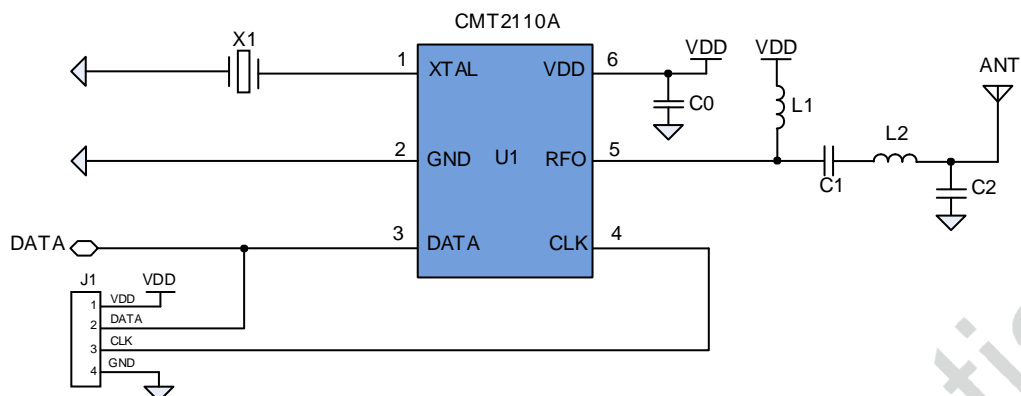 CMT2110A
X1
1
XTAL
VDD
6
VDD
VDD
ANT
C0
L1
L2
2
GND
U1
RFO
5
C1
C2
DATA
3
DATA
CLK
4
J1
VDD
1
VDD
2
DATA
3
CLK
4
GND